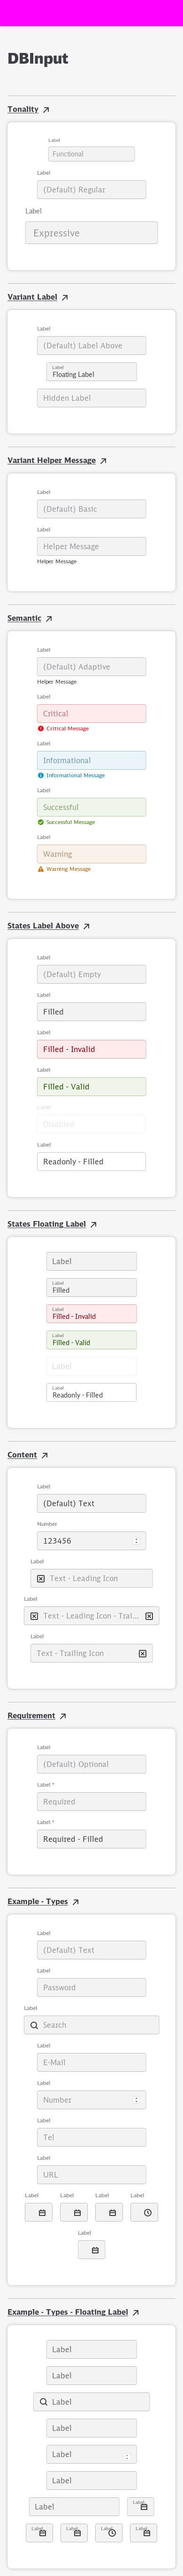 DBInput
Tonality
Label
Functional
Label
(Default) Regular
Label
Expressive
Variant Label
Label
(Default) Label Above
Label
Floating Label
Hidden Label
Variant Helper Message
Label
(Default) Basic
Label
Helper Message
Helper Message
Semantic
Label
(Default) Adaptive
Helper Message
Label
Critical
Critical Message
Label
Informational
Informational Message
Label
Successful
Successful Message
Label
Warning
Warning Message
States Label Above
Label
(Default) Empty
Label
Filled
Label
Filled - Invalid
Label
Filled - Valid
Label
Disabled
Label
Readonly - Filled
States Floating Label
Label
Label
Filled
Label
Filled - Invalid
Label
Filled - Valid
Label
Label
Readonly - Filled
Content
Label
(Default) Text
Number
123456
Label
Text - Leading Icon
Label
Text - Leading Icon - Trai...
Label
Text - Trailing Icon
Requirement
Label
(Default) Optional
Label *
Required
Label *
Required - Filled
Example - Types
Label
(Default) Text
Label
Password
Label
Search
Label
E-Mail
Label
Number
Label
Tel
Label
URL
Label Label Label Label
Label
Example - Types - Floating Label
Label
Label
Label
Label
Label
Label
Label Label
Label Label Label Label